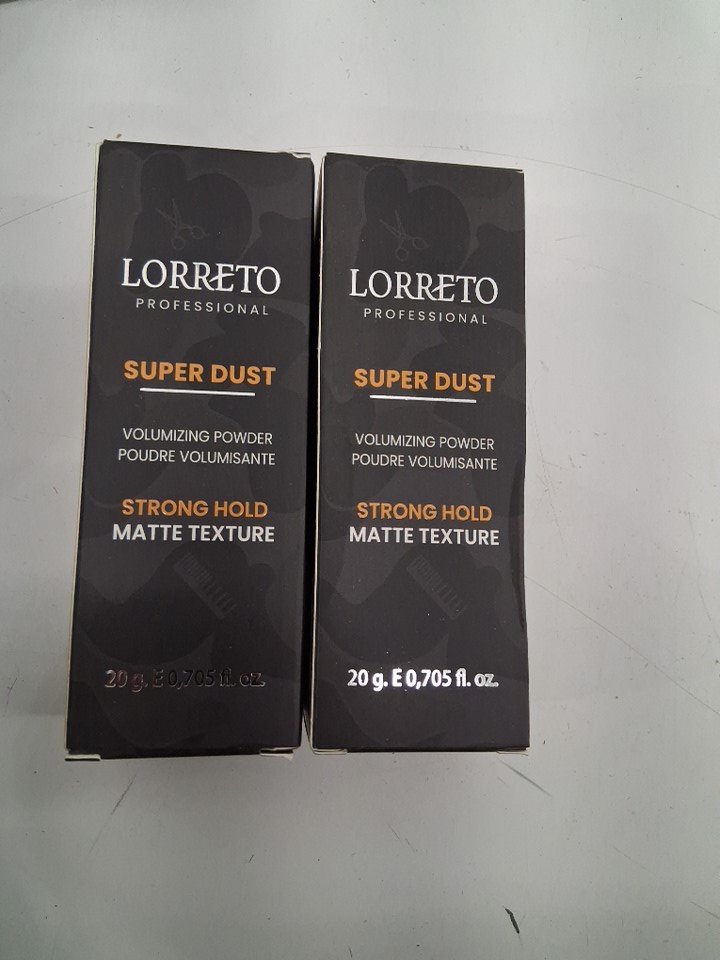 LORRETO
PROFESSIONAL
SUPER DUST
VOLUMIZING POWDER
POUDRE VOLUMISANTE
STRONG HOLD
MATTE TEXTURE
20 g. E 0,705 fl. oz.
LORRETO
PROFESSIONAL
SUPER DUST
VOLUMIZING POWDER
POUDRE VOLUMISANTE
STRONG HOLD
MATTE TEXTURE
20 g. E 0,705 fl. oz.